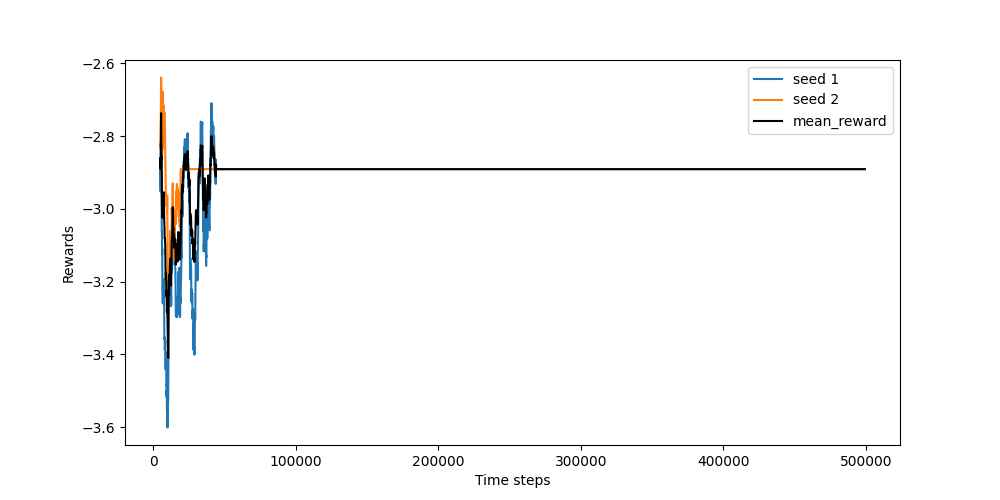 −2.6
−2.8
−3.0
−3.2
−3.4
−3.6
Rewards
seed 1
seed 2
mean_reward
0
100000
200000
300000
400000
500000
Time steps